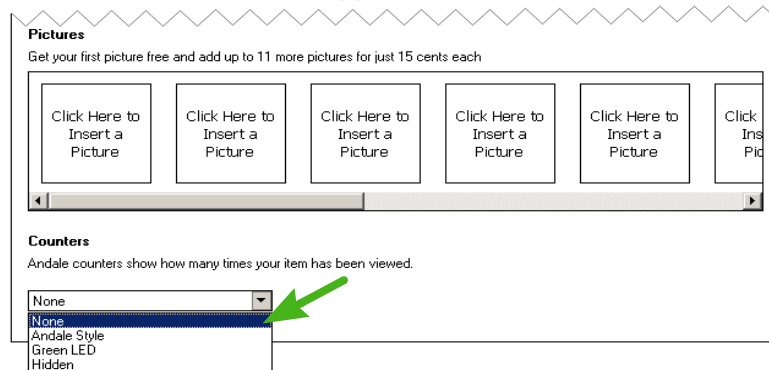 Pictures
Get your first picture free and add up to 11 more pictures for just 15 cents each
Click Here to
Insert a
Picture
Click Here to
Insert a
Picture
Click Here to
Insert a
Picture
Click Here to
Insert a
Picture
Click Here to
Insert a
Picture
Click
Ins
Pic
Counters
Andale counters show how many times your item has been viewed.
None
None
Andale Style
Green LED
Hidden